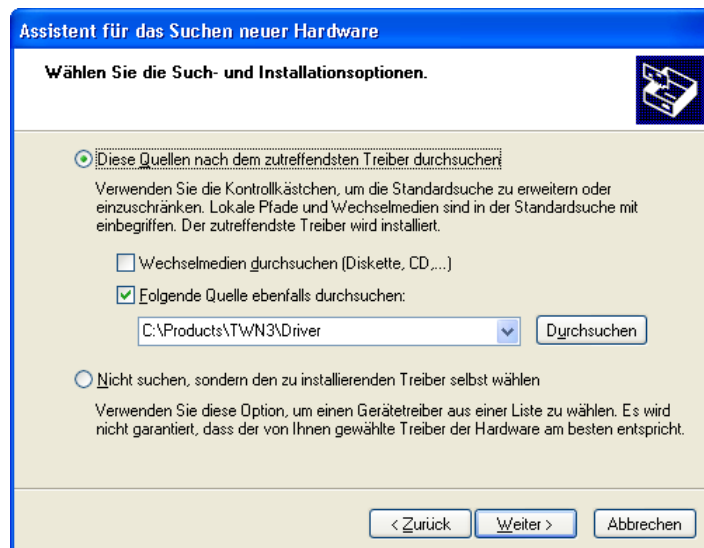 Assistent für das Suchen neuer Hardware
Wählen Sie die Such- und Installationsoptionen.
Diese Quellen nach dem zutreffendsten Treiber durchsuchen
Verwenden Sie die Kontrollkästchen, um die Standardsuche zu erweitern oder
einzuschränken. Lokale Pfade und Wechselmedien sind in der Standardsuche mit
einbegriffen. Der zutreffendste Treiber wird installiert.
Wechselmedien durchsuchen (Diskette, CD,...)
Folgende Quelle ebenfalls durchsuchen:
C:\Products\TWN3\Driver Durchsuchen
Nicht suchen, sondern den zu installierenden Treiber selbst wählen
Verwenden Sie diese Option, um einen Gerätetreiber aus einer Liste zu wählen. Es wird
nicht garantiert, dass der von Ihnen gewählte Treiber der Hardware am besten entspricht.
< Zurück Weiter > Abbrechen